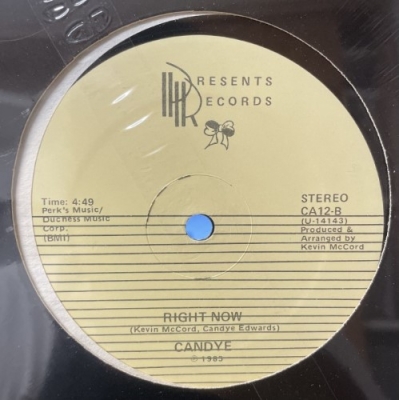 PRESENTS
RECORDS
Time: 4:49
Perk's Music/
Duchess Music
Corp.
(BMI)
STEREO
CA12-B
(U-14143)
Produced &
Arranged by
Kevin McCord
RIGHT NOW
(Kevin McCord, Candye Edwards)
CANDYE
© 1985